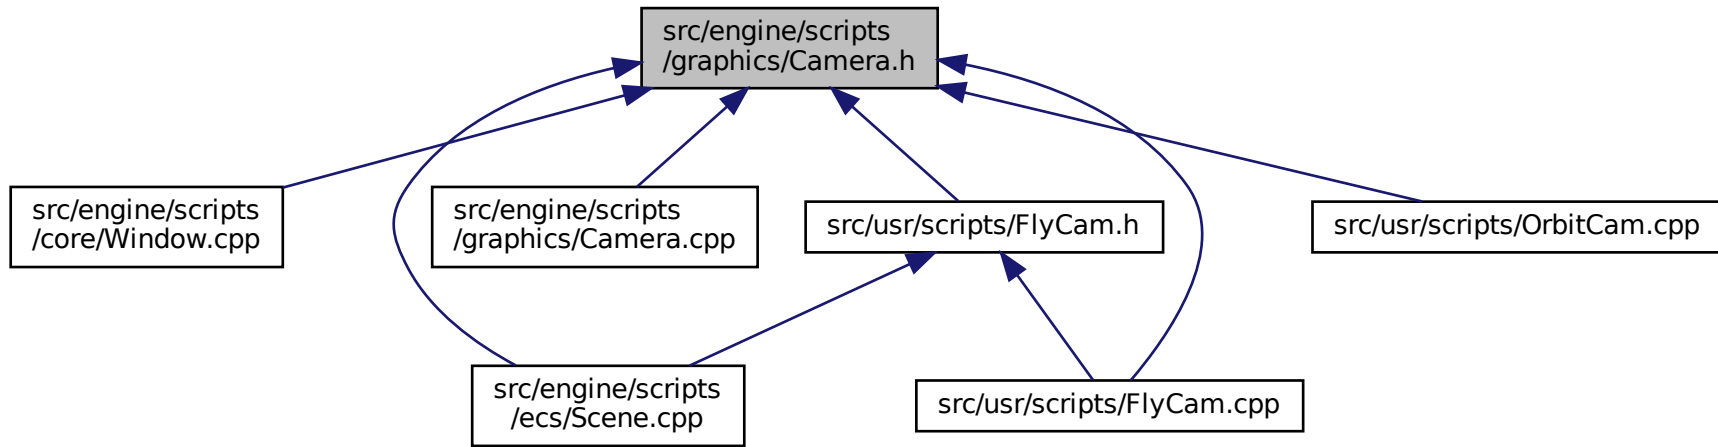 src/engine/scripts
/graphics/Camera.h
src/engine/scripts
/core/Window.cpp
src/engine/scripts
/graphics/Camera.cpp
src/usr/scripts/FlyCam.h
src/usr/scripts/OrbitCam.cpp
src/engine/scripts
/ecs/Scene.cpp
src/usr/scripts/FlyCam.cpp